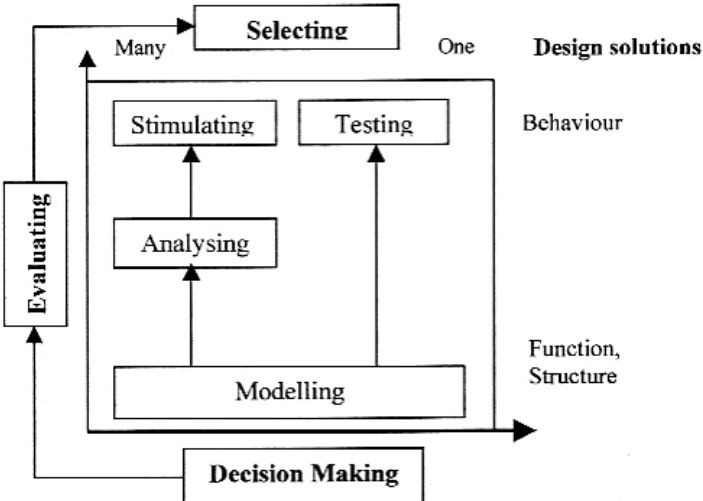 Selecting
Many
One
Design solutions
Stimulating
Testing
Behaviour
Evaluating
Analysing
Function,
Structure
Modelling
Decision Making